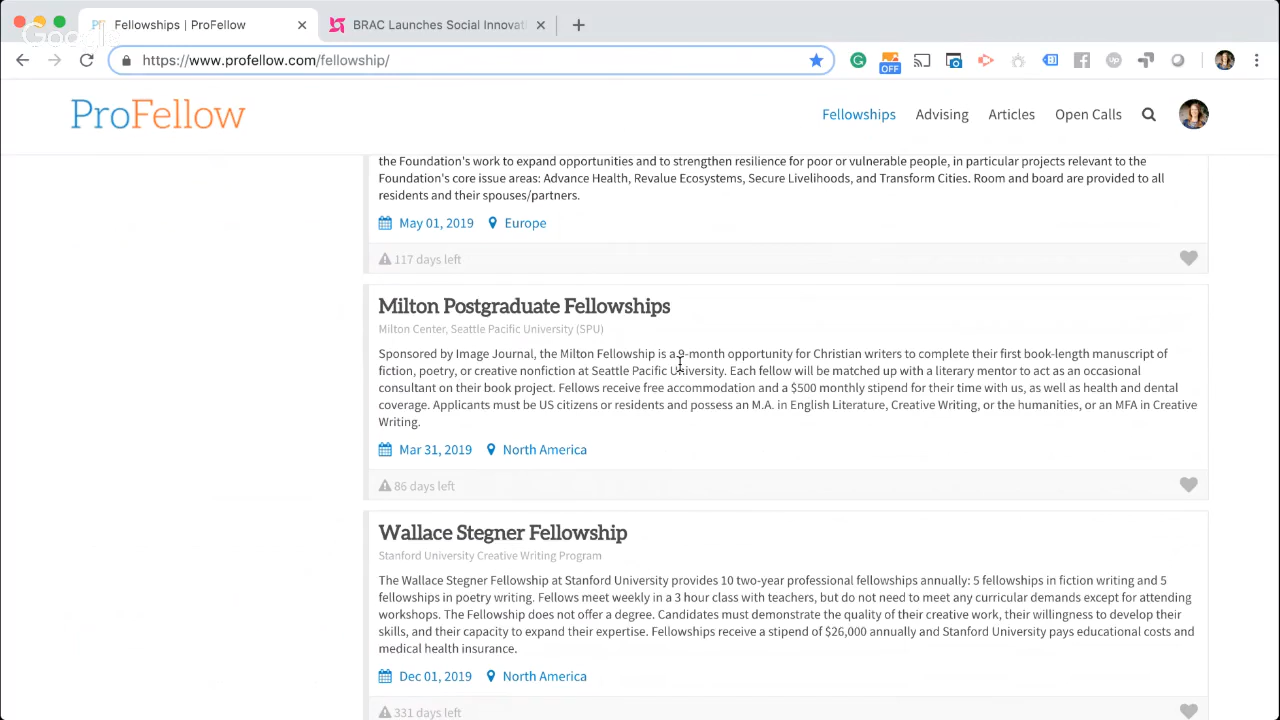 Fellowships | ProFellow
BRAC Launches Social Innovat
Google
https://www.profellow.com/fellowship/
OFF
ProFellow
Fellowships
Advising
Articles
Open Calls
the Foundation's work to expand opportunities and to strengthen resilience for poor or vulnerable people, in particular projects relevant to the
Foundation's core issue areas: Advance Health, Revalue Ecosystems, Secure Livelihoods, and Transform Cities. Room and board are provided to all
residents and their spouses/partners.
May 01, 2019 Europe
117 days left
Milton Postgraduate Fellowships
Milton Center, Seattle Pacific University (SPU)
Sponsored by Image Journal, the Milton Fellowship is a 9-month opportunity for Christian writers to complete their first book-length manuscript of
fiction, poetry, or creative nonfiction at Seattle Pacific University. Each fellow will be matched up with a literary mentor to act as an occasional
consultant on their book project. Fellows receive free accommodation and a $500 monthly stipend for their time with us, as well as health and dental
coverage. Applicants must be US citizens or residents and possess an M.A. in English Literature, Creative Writing, or the humanities, or an MFA in Creative
Writing.
Mar 31, 2019 North America
86 days left
Wallace Stegner Fellowship
Stanford University Creative Writing Program
The Wallace Stegner Fellowship at Stanford University provides 10 two-year professional fellowships annually: 5 fellowships in fiction writing and 5
fellowships in poetry writing. Fellows meet weekly in a 3 hour class with teachers, but do not need to meet any curricular demands except for attending
workshops. The Fellowship does not offer a degree. Candidates must demonstrate the quality of their creative work, their willingness to develop their
skills, and their capacity to expand their expertise. Fellowships receive a stipend of $26,000 annually and Stanford University pays educational costs and
medical health insurance.
Dec 01, 2019 North America
331 days left